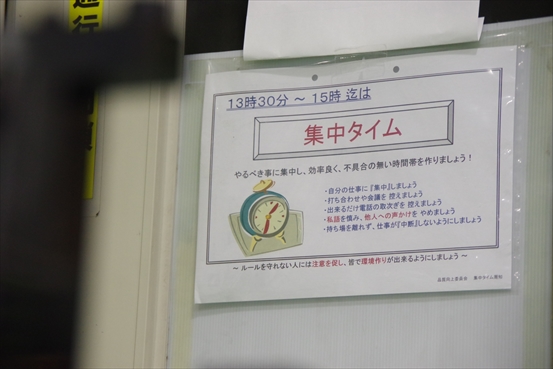 通行
13時30分 ～ 15時 迄は
集中タイム
やるべき事に集中し、効率良く、不具合の無い時間帯を作りましょう！
・自分の仕事に『集中』しましょう
・打ち合わせや会議を 控えましょう
・出来るだけ電話の取次ぎを 控えましょう
・私語を慎み、他人への声かけを やめましょう
・持ち場を離れず、仕事が『中断』しないようにしましょう
～ ルールを守れない人には注意を促し、皆で環境作りが出来るようにしましょう ～